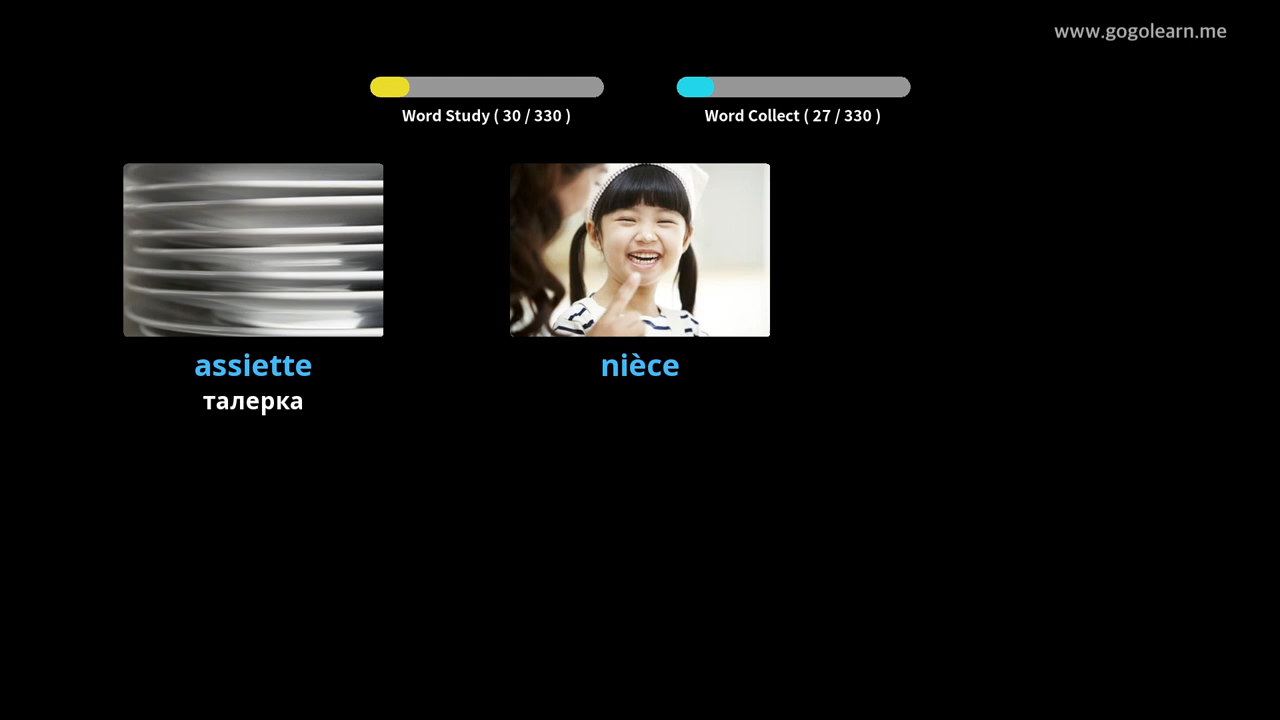 www.gogolearn.me
Word Study ( 30 / 330 )
Word Collect ( 27 / 330 )
assiette
nièce
талерка